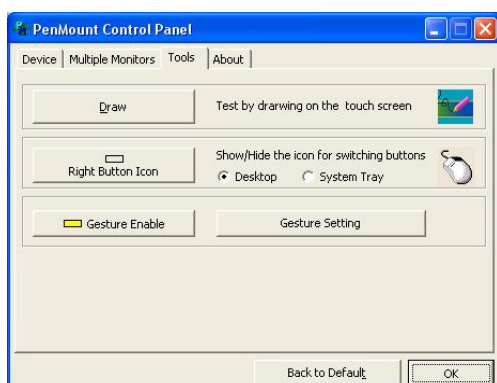 PenMount Control Panel
Device Multiple Monitors Tools About
Draw Test by drarwing on the touch screen
Show/Hide the icon for switching buttons
Right Button Icon Desktop System Tray
Gesture Enable Gesture Setting
Back to Default OK